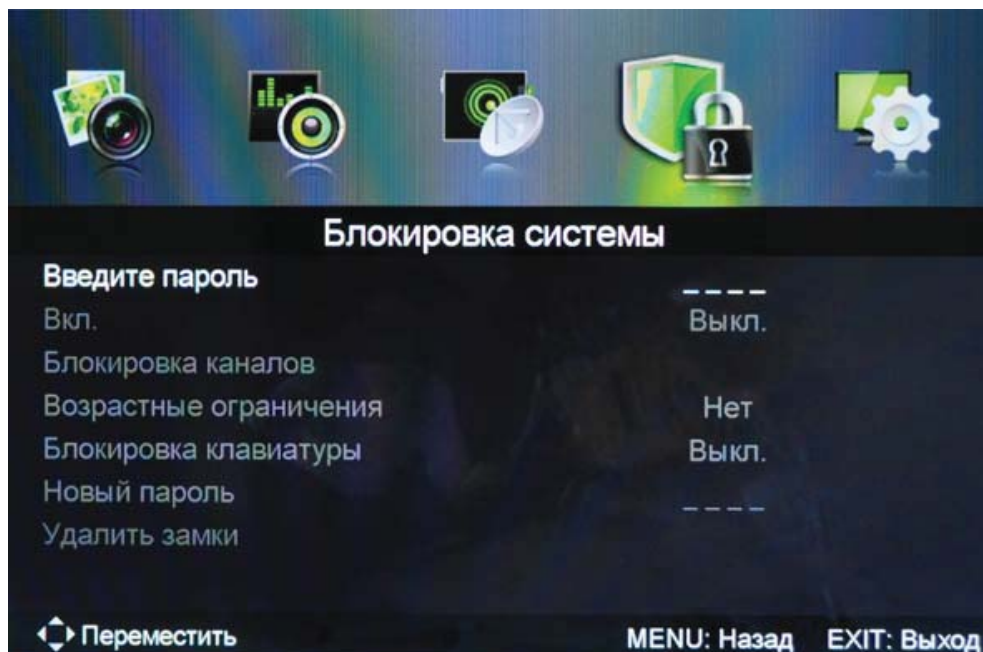 Блокировка системы
Введите пароль _ _ _ _
Вкл. Выкл.
Блокировка каналов
Возрастные ограничения Нет
Блокировка клавиатуры Выкл.
Новый пароль _ _ _ _
Удалить замки
Переместить MENU: Назад EXIT: Выход